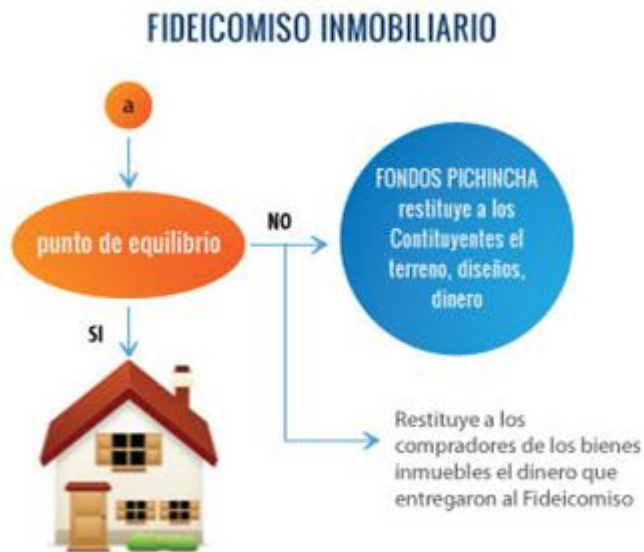 FIDEICOMISO INMOBILIARIO
a
punto de equilibrio
NO
FONDOS PICHINCHA
restituye a los
Contituyentes el
terreno, diseños,
dinero
SI
Restituye a los
compradores de los bienes
inmuebles el dinero que
entregaron al Fideicomiso